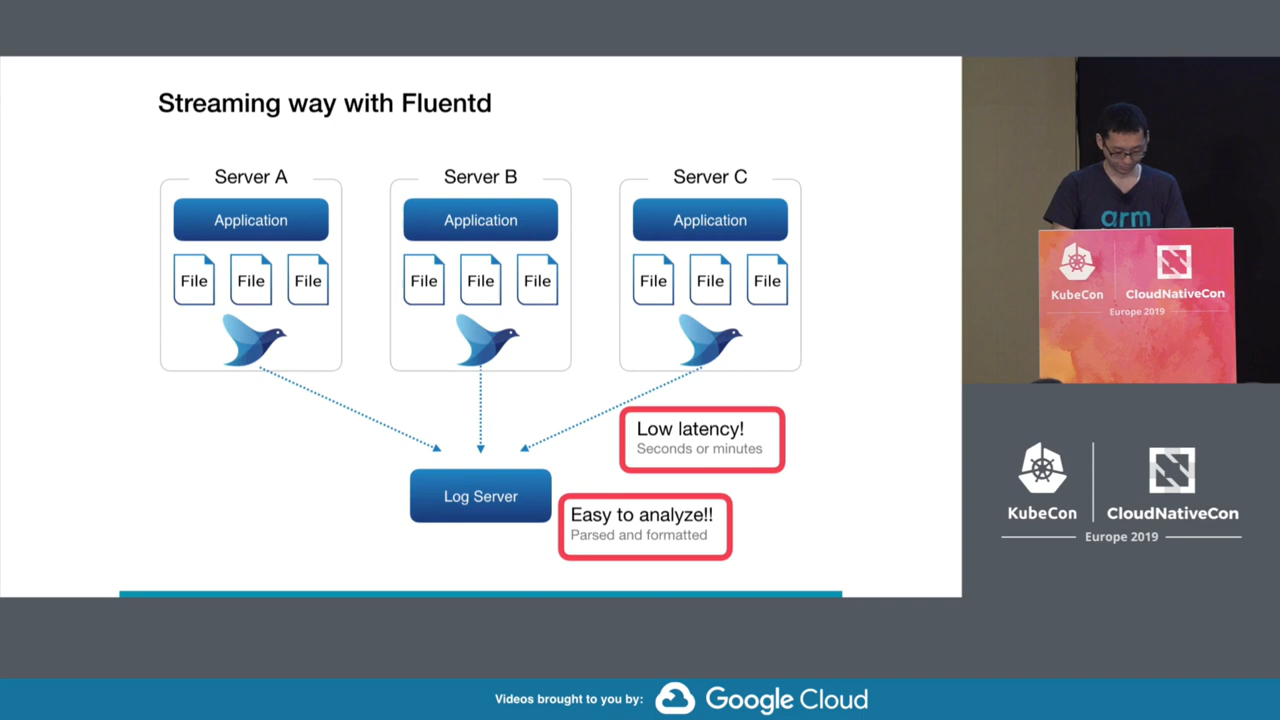 Streaming way with Fluentd
Server A
Server B
Server C
Application
Application
Application
File
File
File
File
File
File
File
File
File
Low latency!
Seconds or minutes
Log Server
Easy to analyze!!
Parsed and formatted
arm
KubeCon
CloudNativeCon
Europe 2019
KubeCon
CloudNativeCon
Europe 2019
Videos brought to you by:
Google Cloud